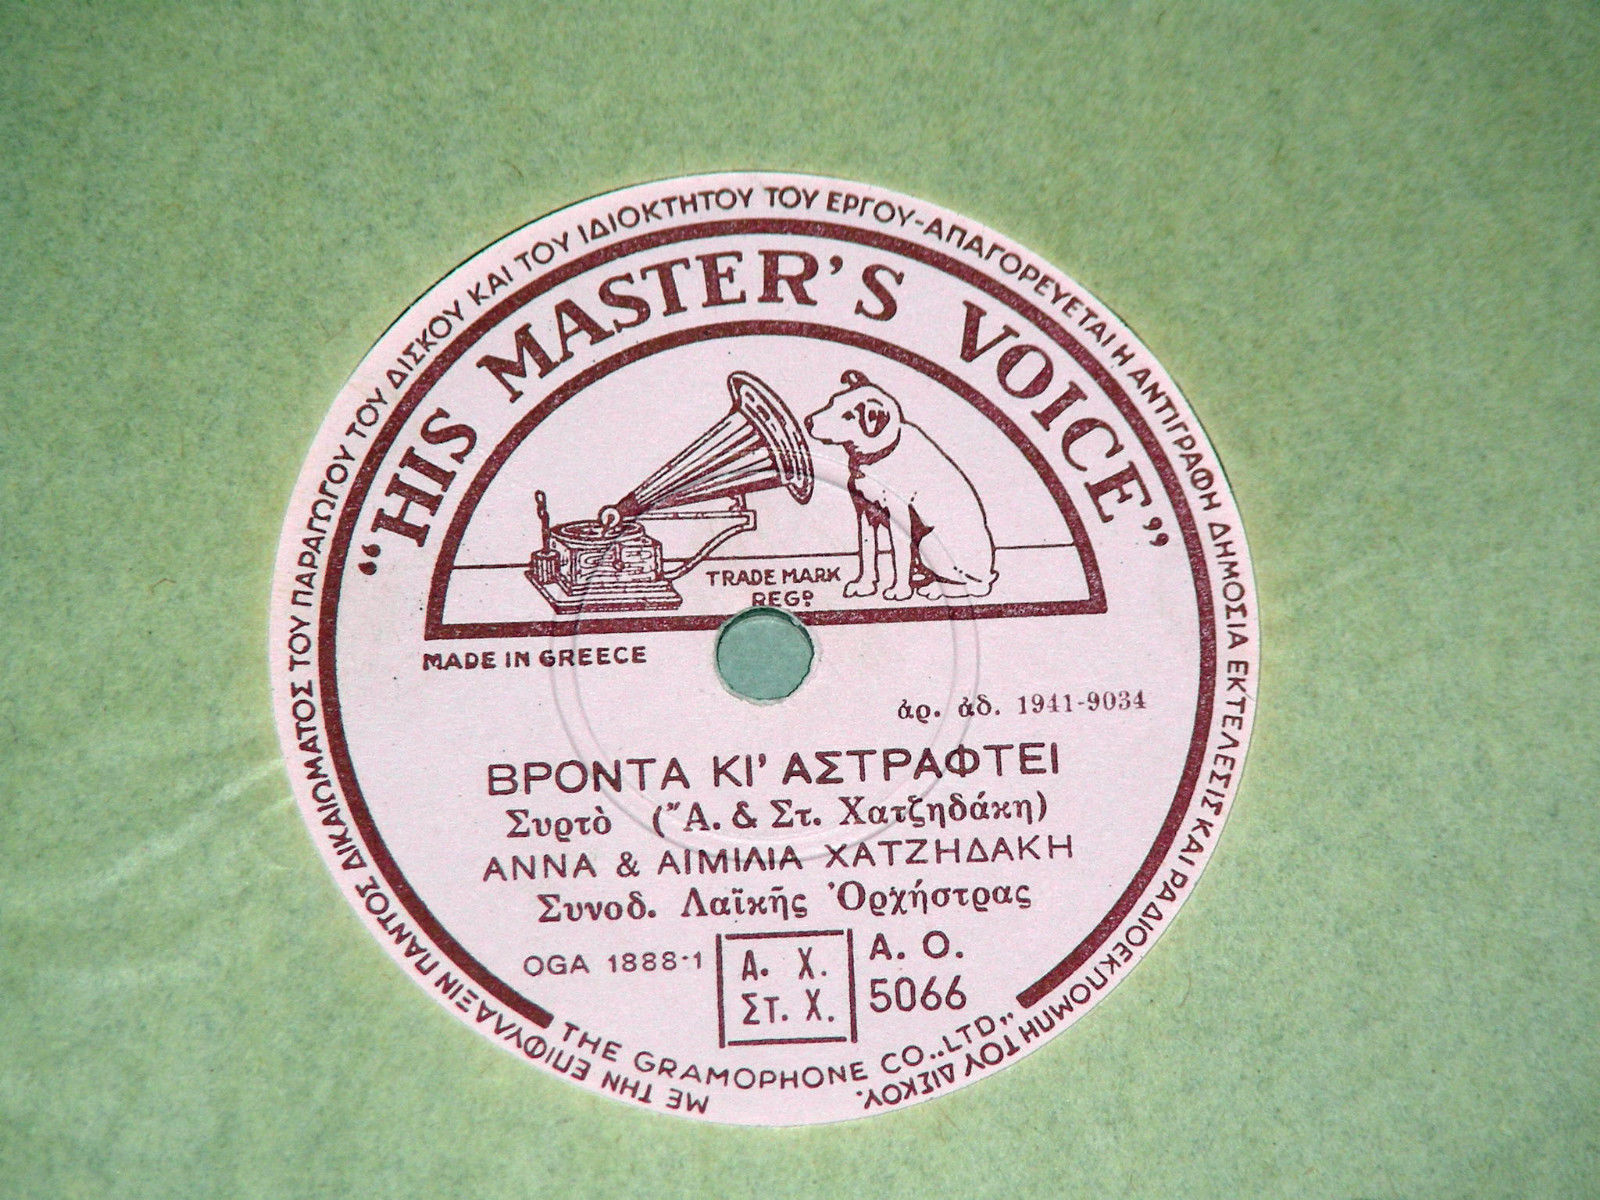 ΜΕ ΤΗΝ ΕΠΙΦΥΛΑΞΙΝ ΠΑΝΤΟΣ ΔΙΚΑΙΩΜΑΤΟΣ ΤΟΥ ΠΑΡΑΓΩΓΟΥ ΤΟΥ ΔΙΣΚΟΥ ΚΑΙ ΤΟΥ ΙΔΙΟΚΤΗΤΟΥ ΤΟΥ ΕΡΓΟΥ-ΑΠΑΓΟΡΕΥΕΤΑΙ Η ΑΝΤΙΓΡΑΦΗ ΔΗΜΟΣΙΑ ΕΚΤΕΛΕΣΙΣ ΚΑΙ ΡΑΔΙΟΕΚΠΟΜΠΗ ΤΟΥ ΔΙΣΚΟΥ.
“HIS MASTER'S VOICE”
TRADE MARK
REGD
MADE IN GREECE
ἀρ. ἀδ. 1941-9034
ΒΡΟΝΤΑ ΚΙ' ΑΣΤΡΑΦΤΕΙ
Συρτὸ (Ἄ. & Στ. Χατζηδάκη)
ΑΝΝΑ & ΑΙΜΙΛΙΑ ΧΑΤΖΗΔΑΚΗ
Συνοδ. Λαϊκῆς Ὀρχήστρας
OGA 1888-1
Α. Χ.
ΣΤ. Χ.
A. O.
5066
THE GRAMOPHONE CO., LTD.,